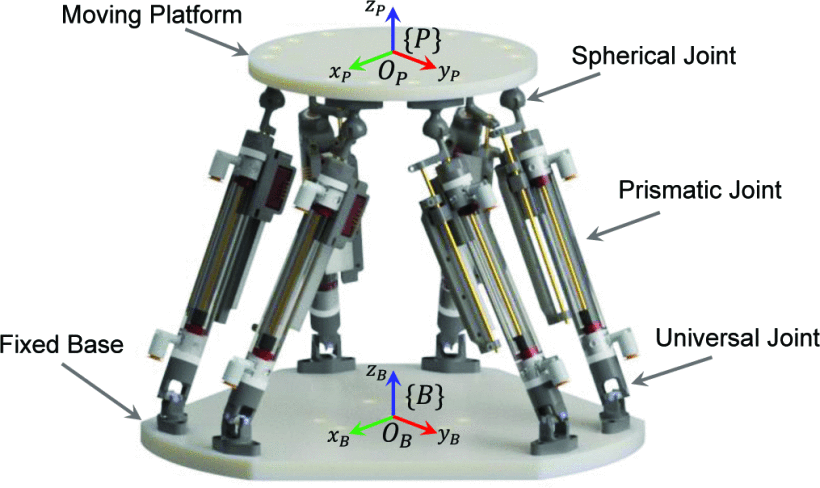 Moving Platform
z_P
{P}
x_P
O_P
y_P
Spherical Joint
Prismatic Joint
Universal Joint
Fixed Base
z_B
{B}
x_B
O_B
y_B